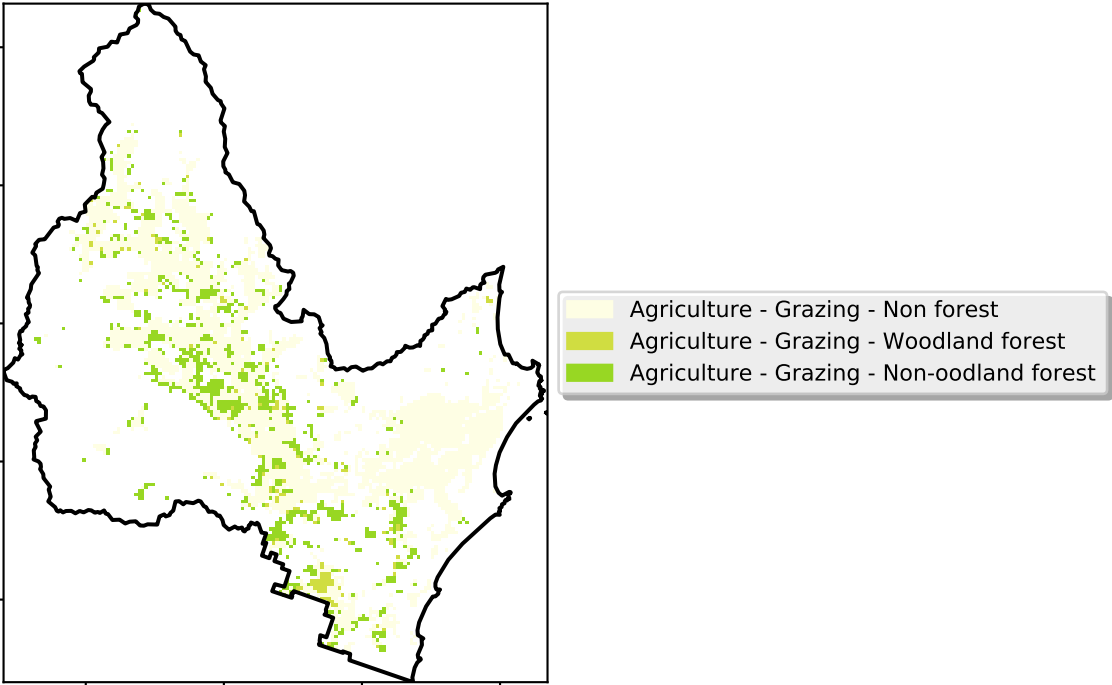 Agriculture - Grazing - Non forest
Agriculture - Grazing - Woodland forest
Agriculture - Grazing - Non-oodland forest